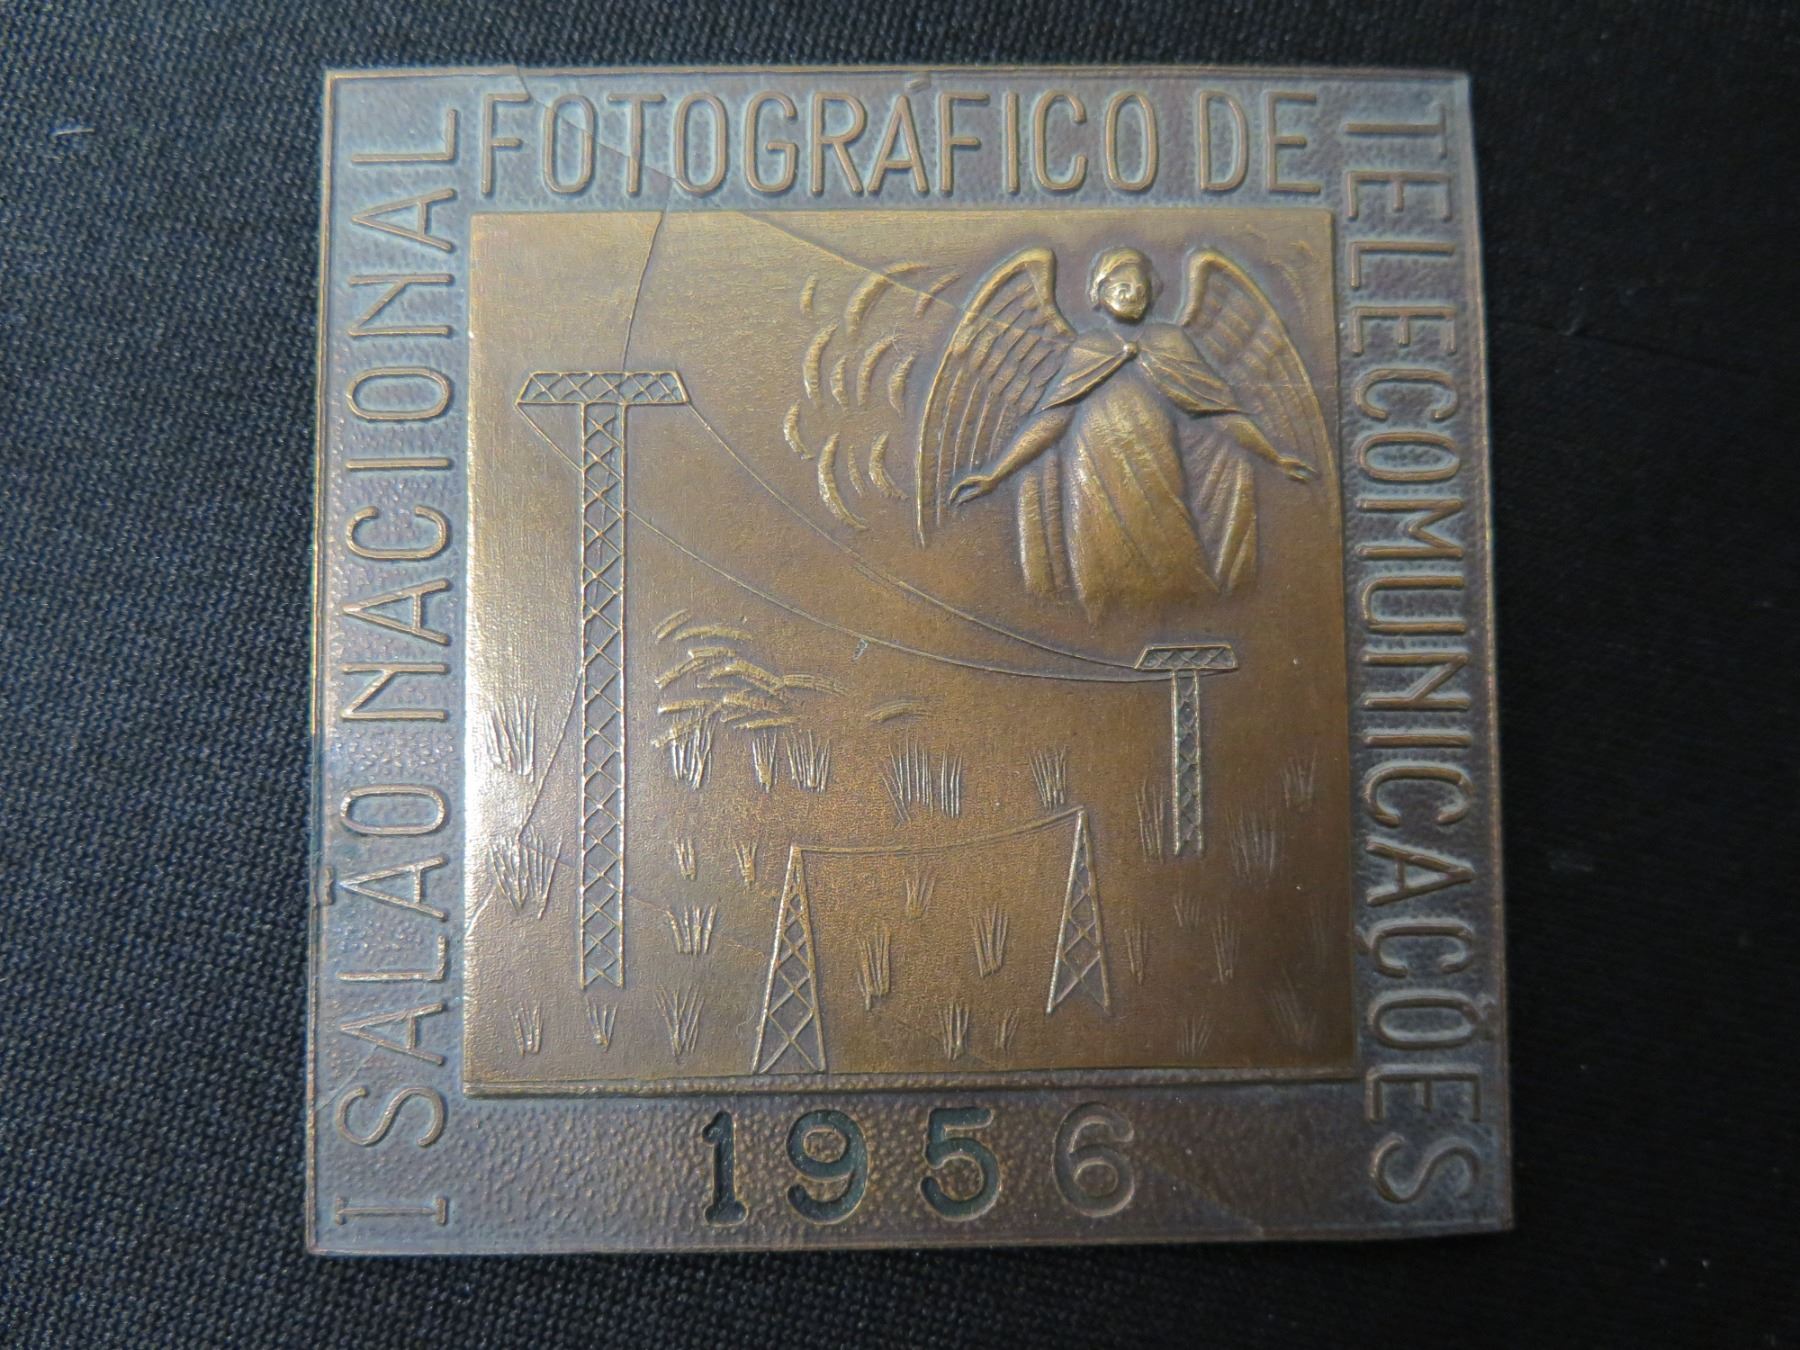 I SALÃO NACIONAL
FOTOGRÁFICO DE
TELECOMUNICAÇÕES
1956